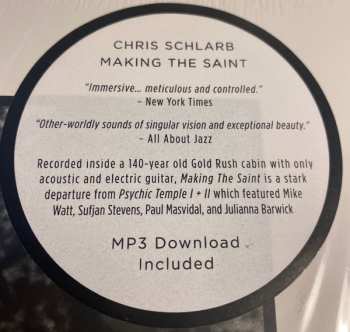 CHRIS SCHLARB
MAKING THE SAINT
"Immersive... meticulous and controlled."
- New York Times
"Other-worldly sounds of singular vision and exceptional beauty."
- All About Jazz
Recorded inside a 140-year old Gold Rush cabin with only
acoustic and electric guitar, Making The Saint is a stark
departure from Psychic Temple I + II which featured Mike
Watt, Sufjan Stevens, Paul Masvidal, and Julianna Barwick
MP3 Download
Included